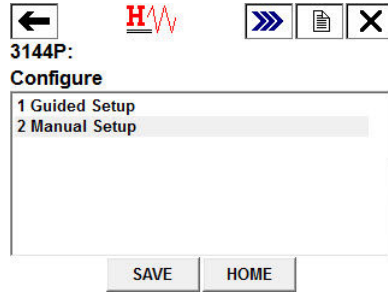 H
3144P:
Configure
1 Guided Setup
2 Manual Setup
SAVE HOME